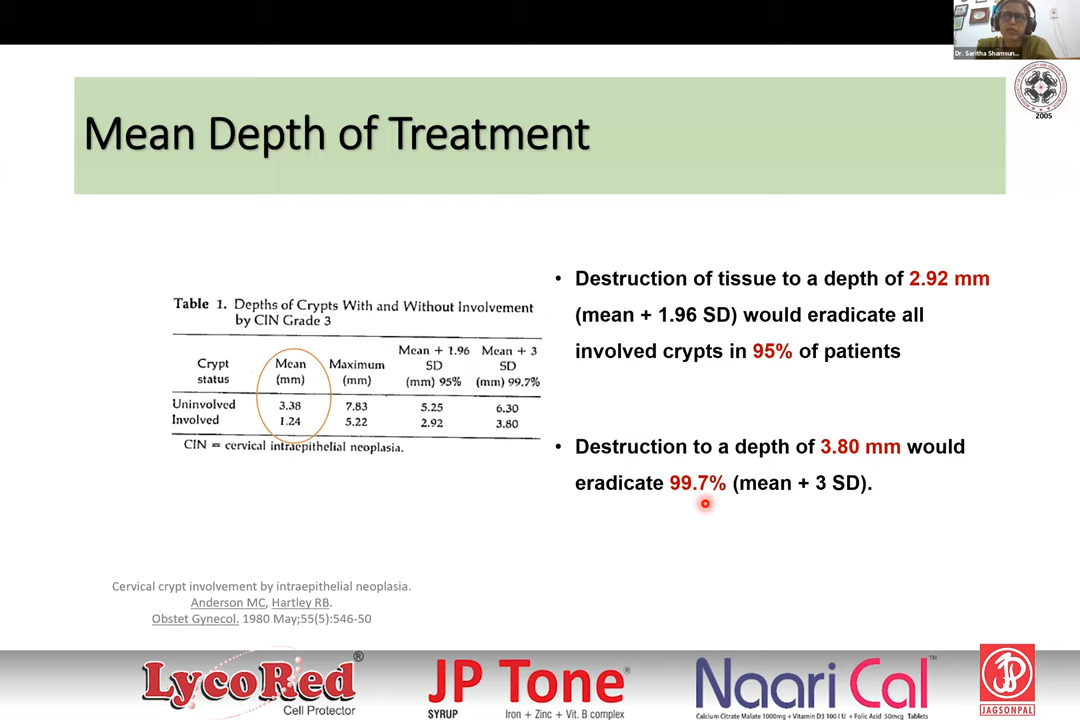 Dr. Saritha Shamsun...
2005
Mean Depth of Treatment
Table 1. Depths of Crypts With and Without Involvement
by CIN Grade 3
Crypt status Mean (mm) Maximum (mm) Mean + 1.96 SD (mm) 95% Mean + 3 SD (mm) 99.7%
Uninvolved 3.38 7.83 5.25 6.30
Involved 1.24 5.22 2.92 3.80
CIN = cervical intraepithelial neoplasia.
• Destruction of tissue to a depth of 2.92 mm
(mean + 1.96 SD) would eradicate all
involved crypts in 95% of patients
• Destruction to a depth of 3.80 mm would
eradicate 99.7% (mean + 3 SD).
Cervical crypt involvement by intraepithelial neoplasia.
Anderson MC, Hartley RB.
Obstet Gynecol. 1980 May;55(5):546-50
LycoRed®
Cell Protector
JP Tone®
SYRUP Iron + Zinc + Vit. B complex
Naari Cal™
Calcium Citrate Malate 1000mg + Vitamin D3 100 I U + Folic Acid 50mcg Tablets
JAGSONPAL